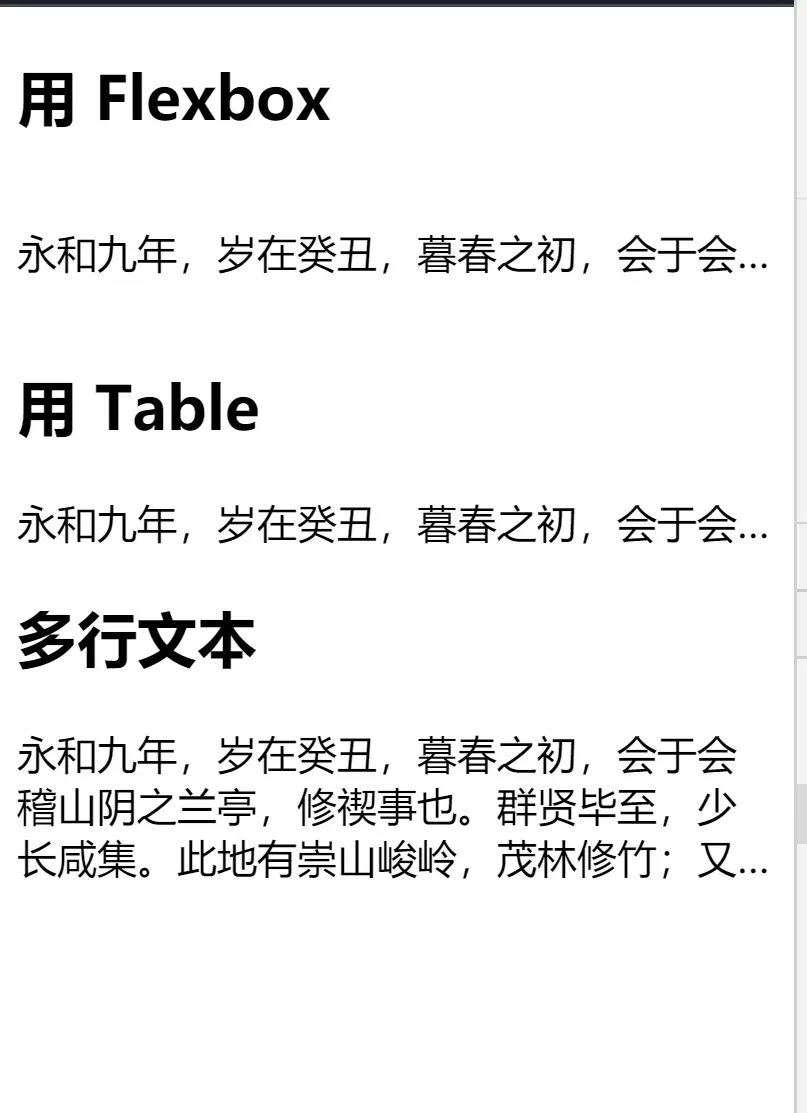 用 Flexbox
永和九年，岁在癸丑，暮春之初，会于会…
用 Table
永和九年，岁在癸丑，暮春之初，会于会…
多行文本
永和九年，岁在癸丑，暮春之初，会于会
稽山阴之兰亭，修禊事也。群贤毕至，少
长咸集。此地有崇山峻岭，茂林修竹；又…